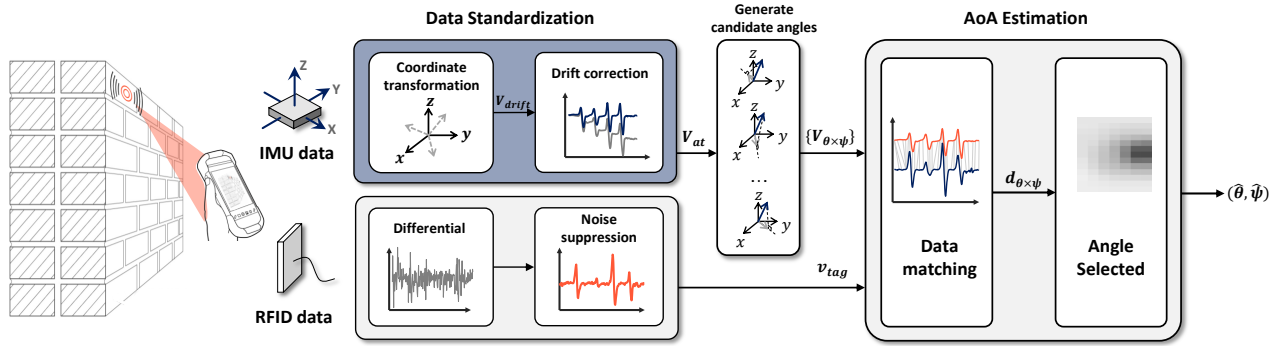 Data Standardization
Generate
candidate angles
AoA Estimation
Z
Y
X
IMU data
Coordinate
transformation
z
y
x
V_drift
Drift correction
V_at
z
y
x
z
y
x
...
z
y
x
{V_θ×ψ}
d_θ×ψ
(θ̂, ψ̂)
Data
matching
Angle
Selected
RFID data
Differential
Noise
suppression
v_tag